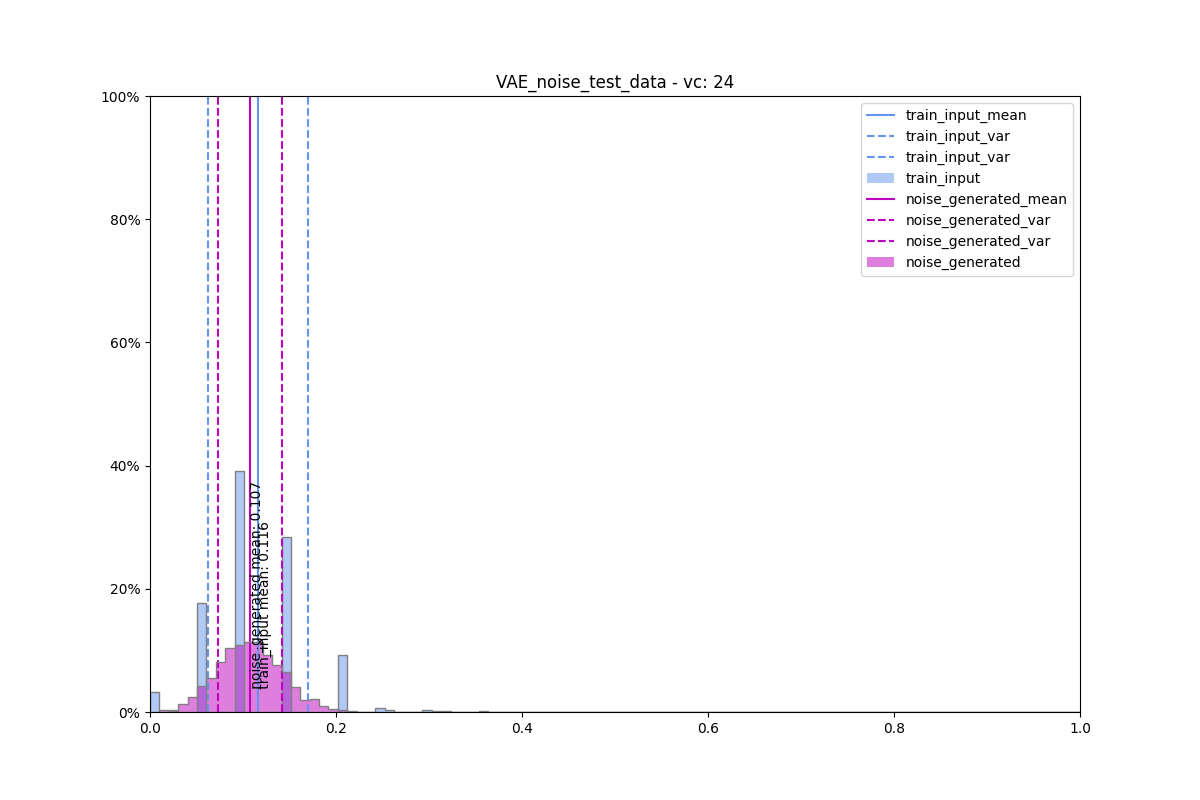 VAE_noise_test_data - vc: 24
100%
80%
60%
40%
20%
0%
0.0
0.2
0.4
0.6
0.8
1.0
train_input_mean
train_input_var
train_input_var
train_input
noise_generated_mean
noise_generated_var
noise_generated_var
noise_generated
noise_generated mean: 0.107
train_input mean: 0.116